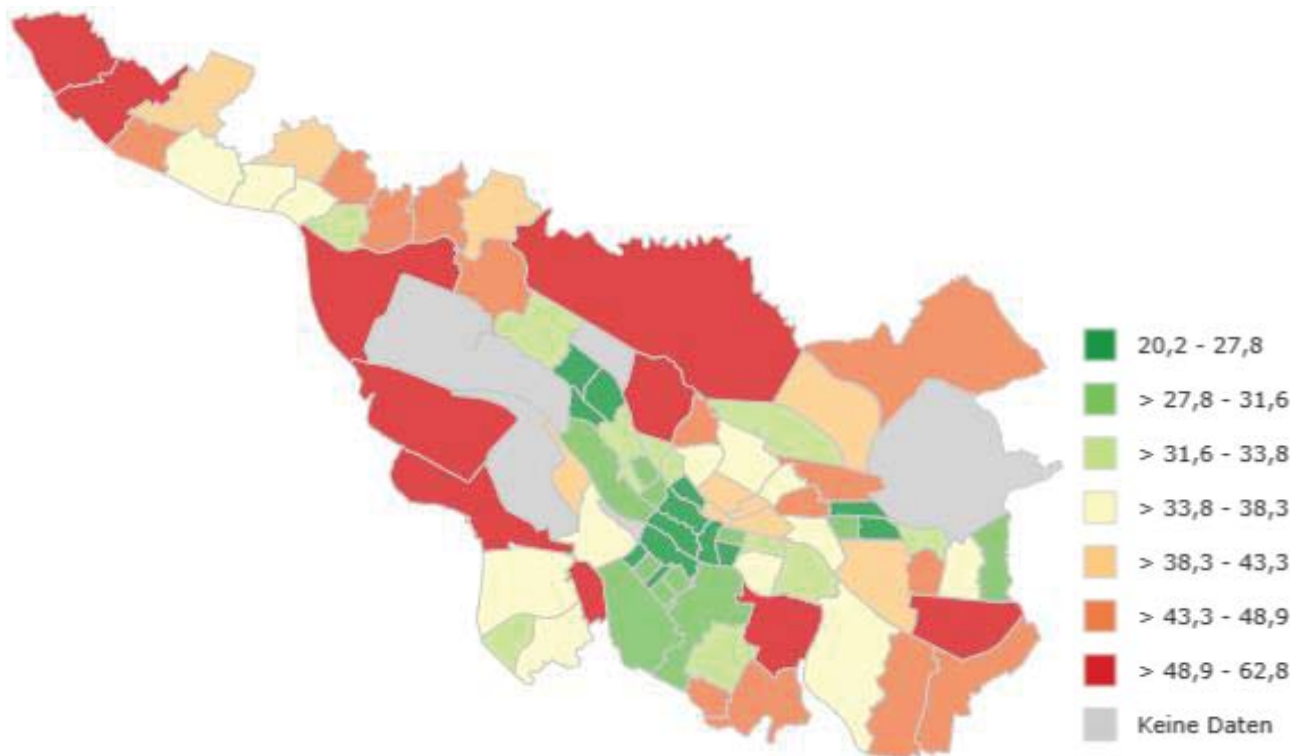 20,2 - 27,8
> 27,8 - 31,6
> 31,6 - 33,8
> 33,8 - 38,3
> 38,3 - 43,3
> 43,3 - 48,9
> 48,9 - 62,8
Keine Daten